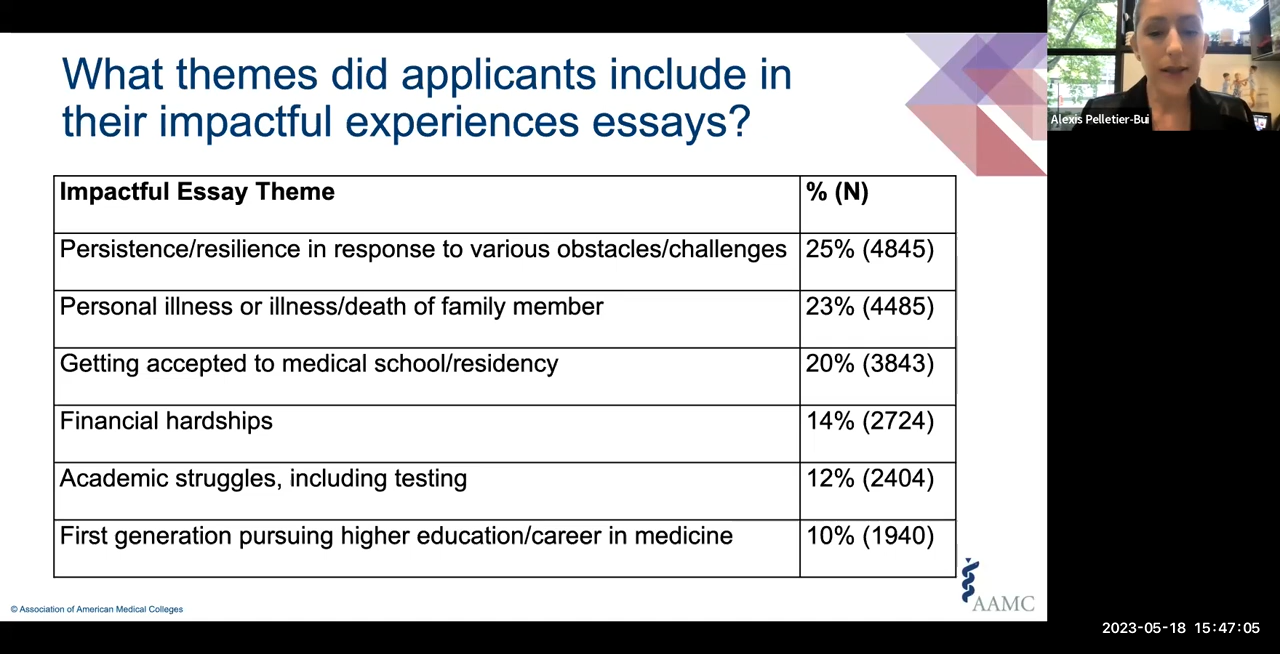 What themes did applicants include in
their impactful experiences essays?
Impactful Essay Theme % (N)
Persistence/resilience in response to various obstacles/challenges 25% (4845)
Personal illness or illness/death of family member 23% (4485)
Getting accepted to medical school/residency 20% (3843)
Financial hardships 14% (2724)
Academic struggles, including testing 12% (2404)
First generation pursuing higher education/career in medicine 10% (1940)
© Association of American Medical Colleges
AAMC
Alexis Pelletier-Bui
2023-05-18 15:47:05